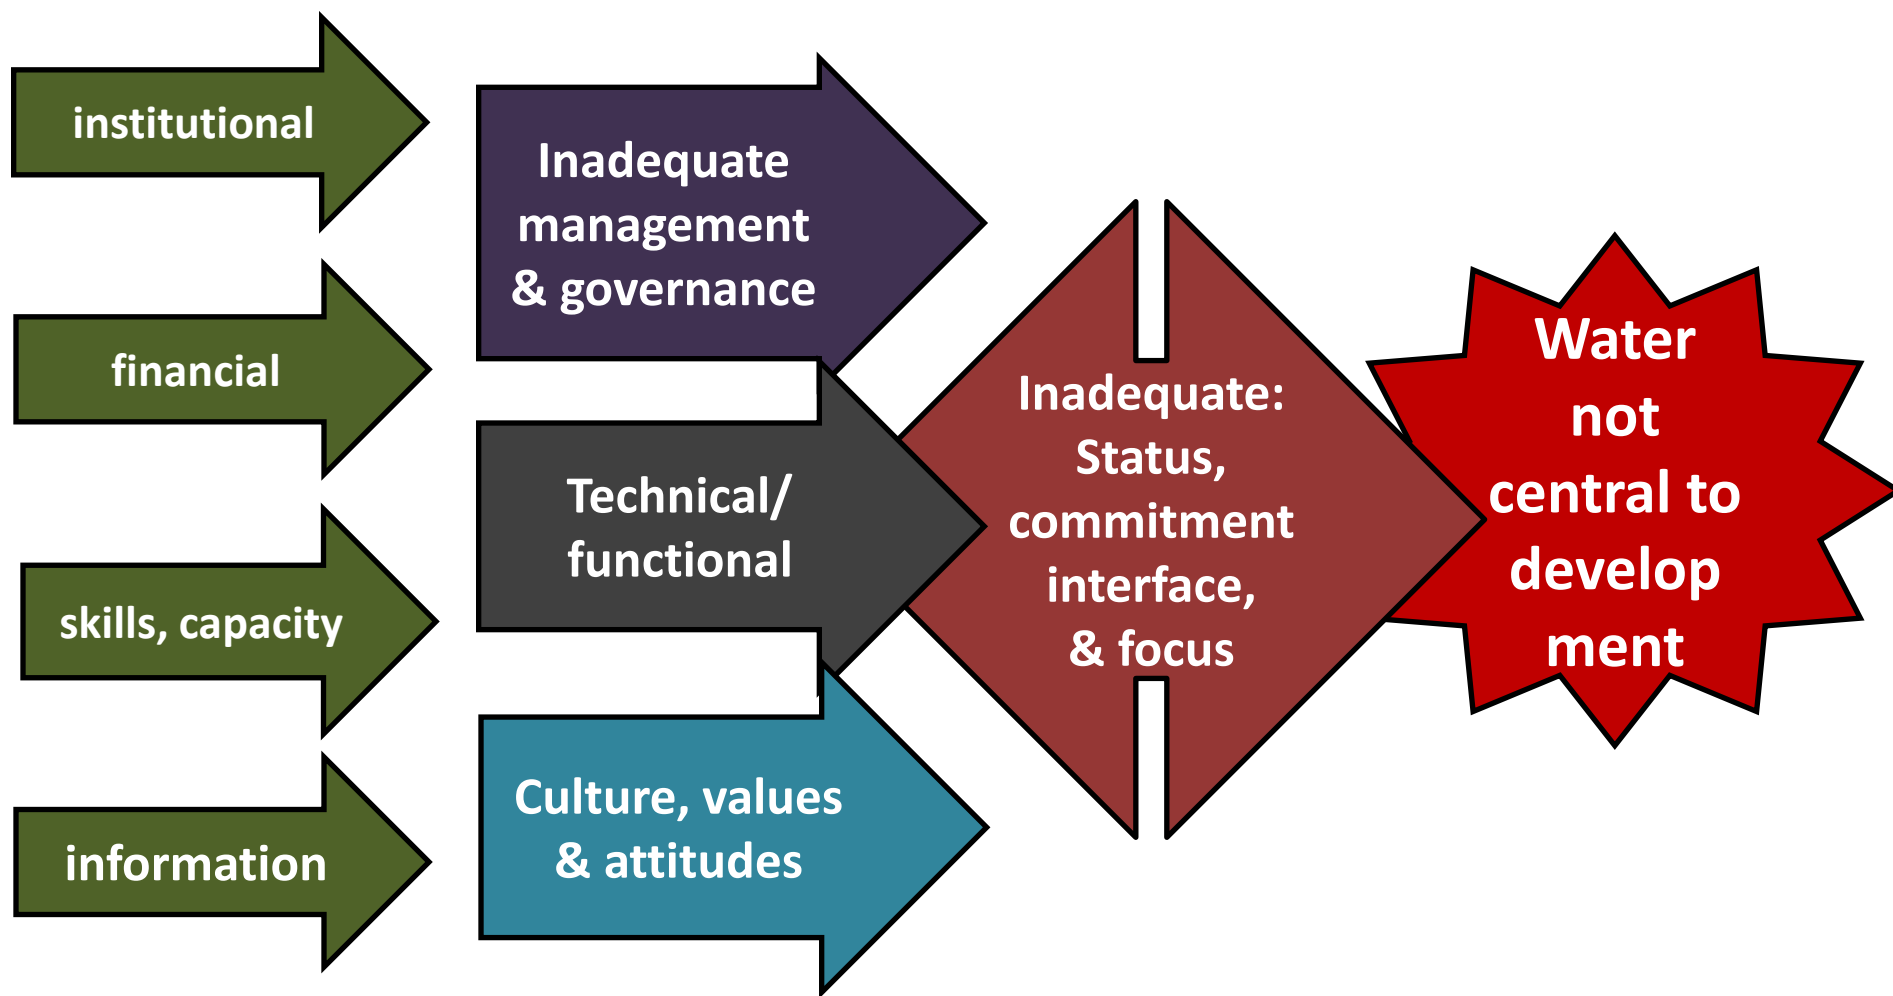 institutional
financial
skills, capacity
information
Inadequate
management
& governance
Technical/
functional
Culture, values
& attitudes
Inadequate:
Status,
commitment
interface,
& focus
Water
not
central to
develop
ment